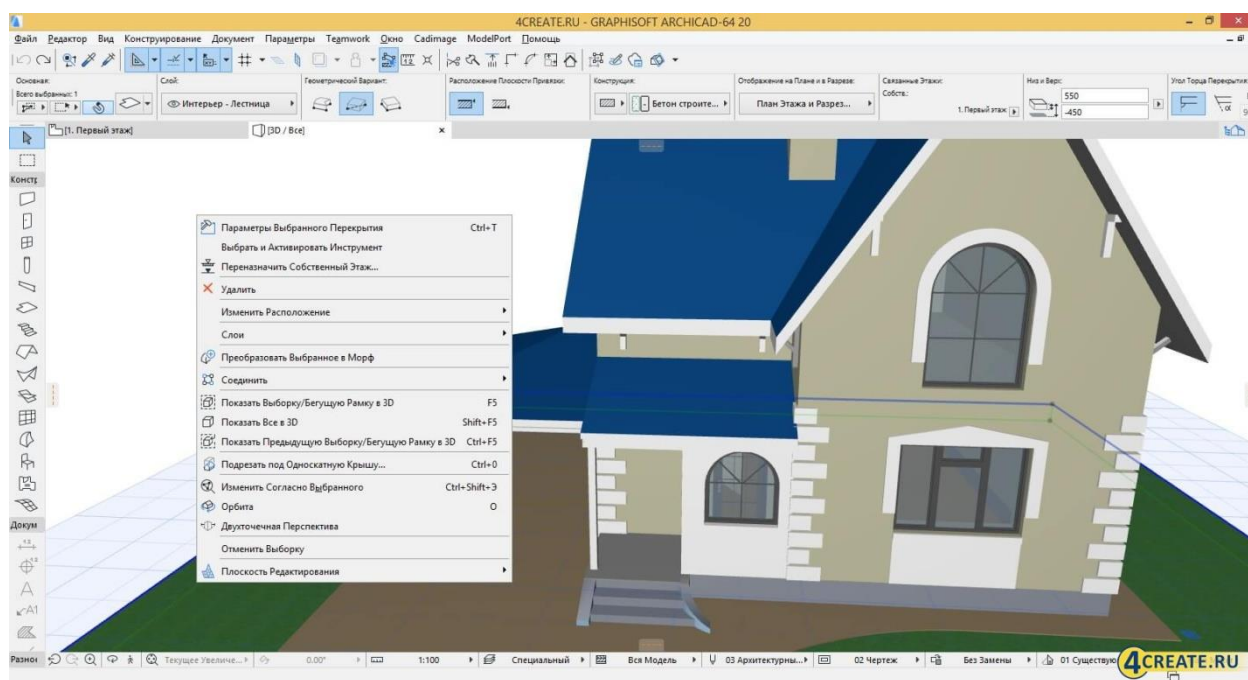 4CREATE.RU - GRAPHISOFT ARCHICAD-64 20
Файл Редактор Вид Конструирование Документ Параметры Teamwork Окно Cadimage ModelPort Помощь
Основная: Слой: Геометрический Вариант: Расположение Плоскости Привязки: Конструкция: Отображение на Плане и в Разрезе: Связанные Этажи: Низ и Верх: Угол Торца Перекрытия
Всего выбранных: 1 Собств.:
Интерьер - Лестница Бетон строите... План Этажа и Разрез... 1. Первый этаж 550
-450
[1. Первый этаж] [3D / Все]
Констр
Параметры Выбранного Перекрытия Ctrl+T
Выбрать и Активировать Инструмент
Переназначить Собственный Этаж...
Удалить
Изменить Расположение
Слои
Преобразовать Выбранное в Морф
Соединить
Показать Выборку/Бегущую Рамку в 3D F5
Показать Все в 3D Shift+F5
Показать Предыдущую Выборку/Бегущую Рамку в 3D Ctrl+F5
Подрезать под Односкатную Крышу... Ctrl+0
Изменить Согласно Выбранного Ctrl+Shift+Э
Орбита O
Двухточечная Перспектива
Отменить Выборку
Плоскость Редактирования
Докум
A1
Разное Текущее Увеличе... 0.00° 1:100 Специальный Вся Модель 03 Архитектурны... 02 Чертеж Без Замены 01 Существую
4CREATE.RU